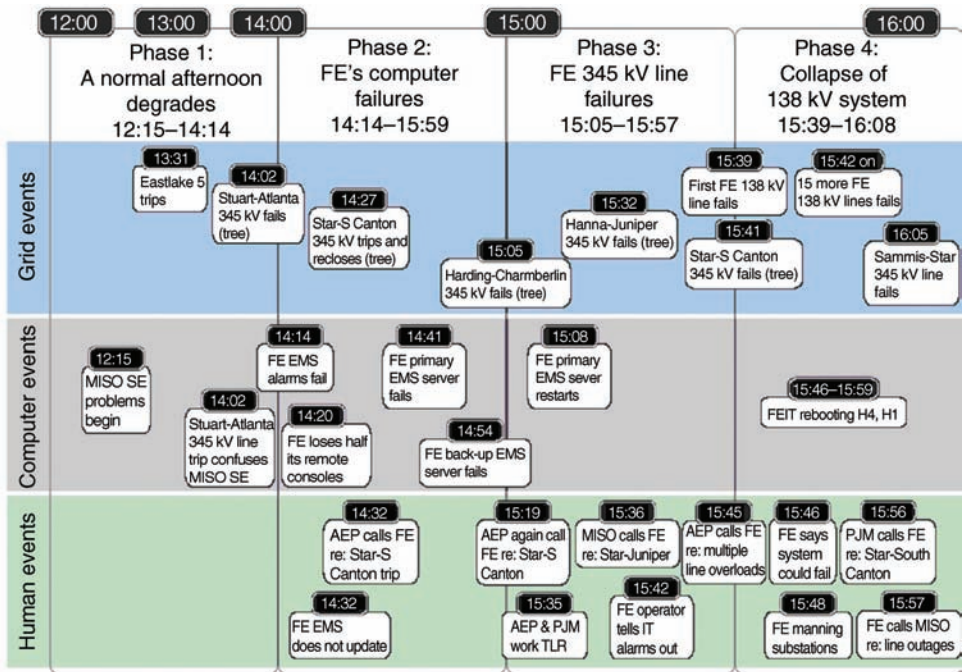 12:00
13:00
14:00
15:00
16:00
Phase 1:
A normal afternoon
degrades
12:15–14:14
Phase 2:
FE's computer
failures
14:14–15:59
Phase 3:
FE 345 kV line
failures
15:05–15:57
Phase 4:
Collapse of
138 kV system
15:39–16:08
Grid events
13:31
Eastlake 5
trips
14:02
Stuart-Atlanta
345 kV fails
(tree)
14:27
Star-S Canton
345 kV trips and
recloses (tree)
15:05
Harding-Charmberlin
345 kV fails (tree)
15:32
Hanna-Juniper
345 kV fails (tree)
15:39
First FE 138 kV
line fails
15:41
Star-S Canton
345 kV fails (tree)
15:42 on
15 more FE
138 kV lines fails
16:05
Sammis-Star
345 kV line
fails
Computer events
12:15
MISO SE
problems
begin
14:02
Stuart-Atlanta
345 kV line
trip confuses
MISO SE
14:14
FE EMS
alarms fail
14:20
FE loses half
its remote
consoles
14:41
FE primary
EMS server
fails
14:54
FE back-up EMS
server fails
15:08
FE primary
EMS sever
restarts
15:46–15:59
FEIT rebooting H4, H1
Human events
14:32
AEP calls FE
re: Star-S
Canton trip
14:32
FE EMS
does not update
15:19
AEP again call
FE re: Star-S
Canton
15:35
AEP & PJM
work TLR
15:36
MISO calls FE
re: Star-Juniper
15:42
FE operator
tells IT
alarms out
15:45
AEP calls FE
re: multiple
line overloads
15:46
FE says
system
could fail
15:48
FE manning
substations
15:56
PJM calls FE
re: Star-South
Canton
15:57
FE calls MISO
re: line outages